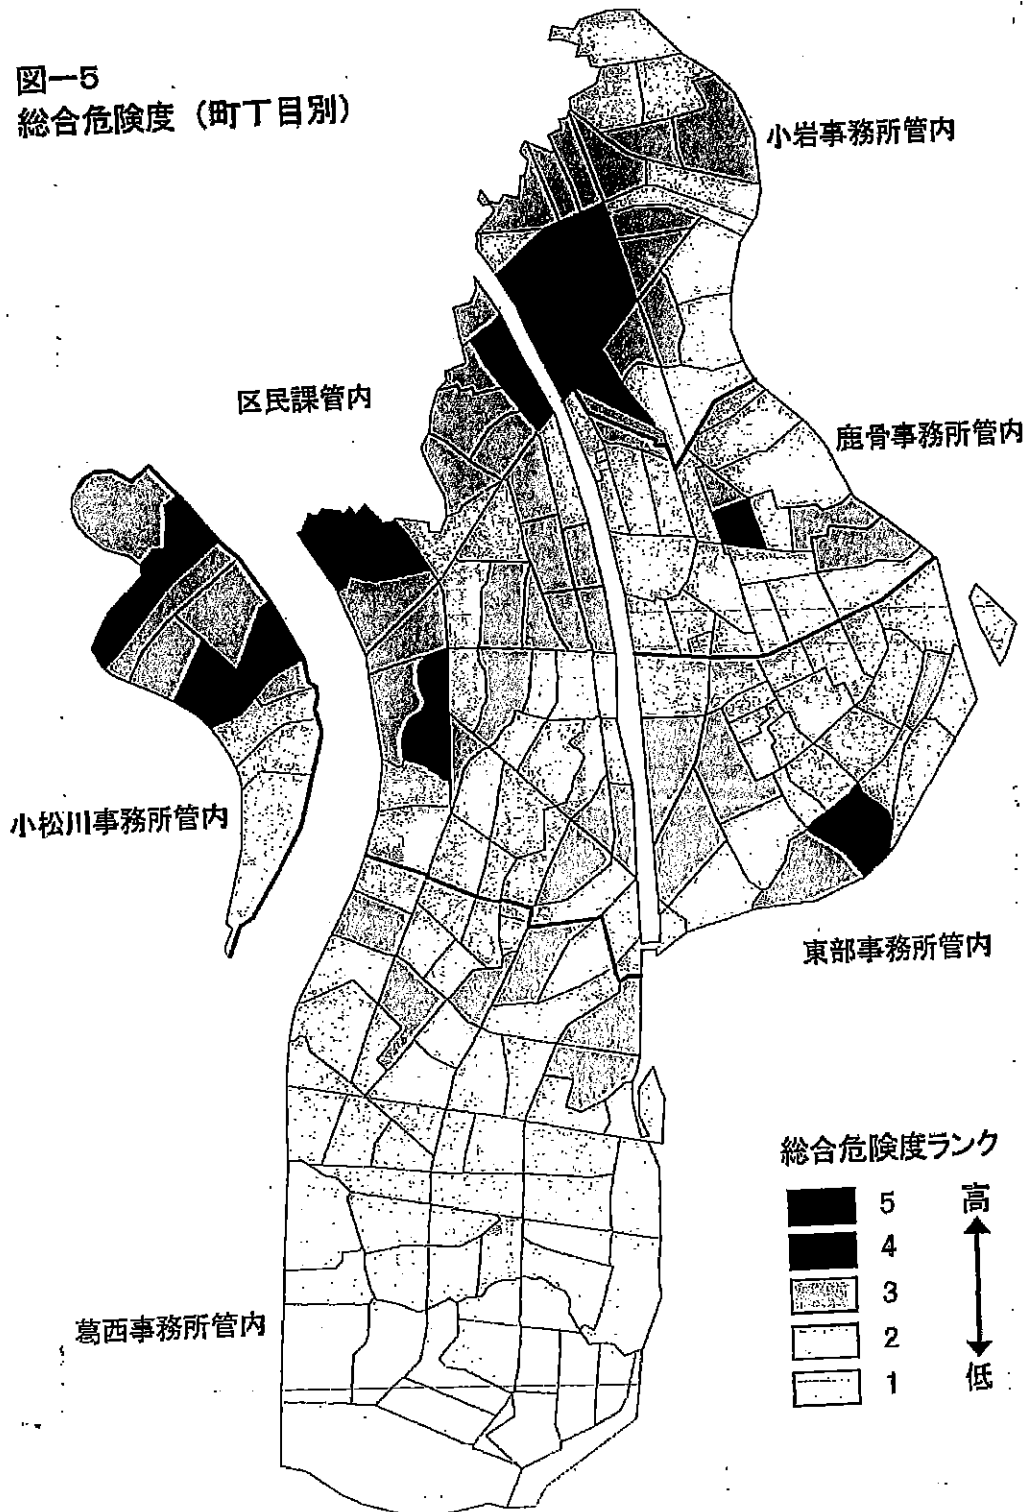 図ー5
総合危険度（町丁目別）
小岩事務所管内
区民課管内
鹿骨事務所管内
小松川事務所管内
東部事務所管内
葛西事務所管内
総合危険度ランク
5 高
4
3
2
1 低